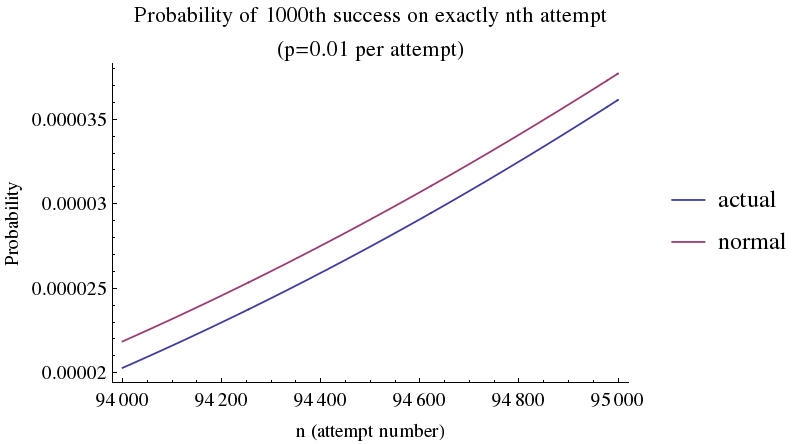 Probability of 1000th success on exactly nth attempt
(p=0.01 per attempt)
Probability
0.000035
0.00003
0.000025
0.00002
94 000 94 200 94 400 94 600 94 800 95 000
n (attempt number)
actual
normal